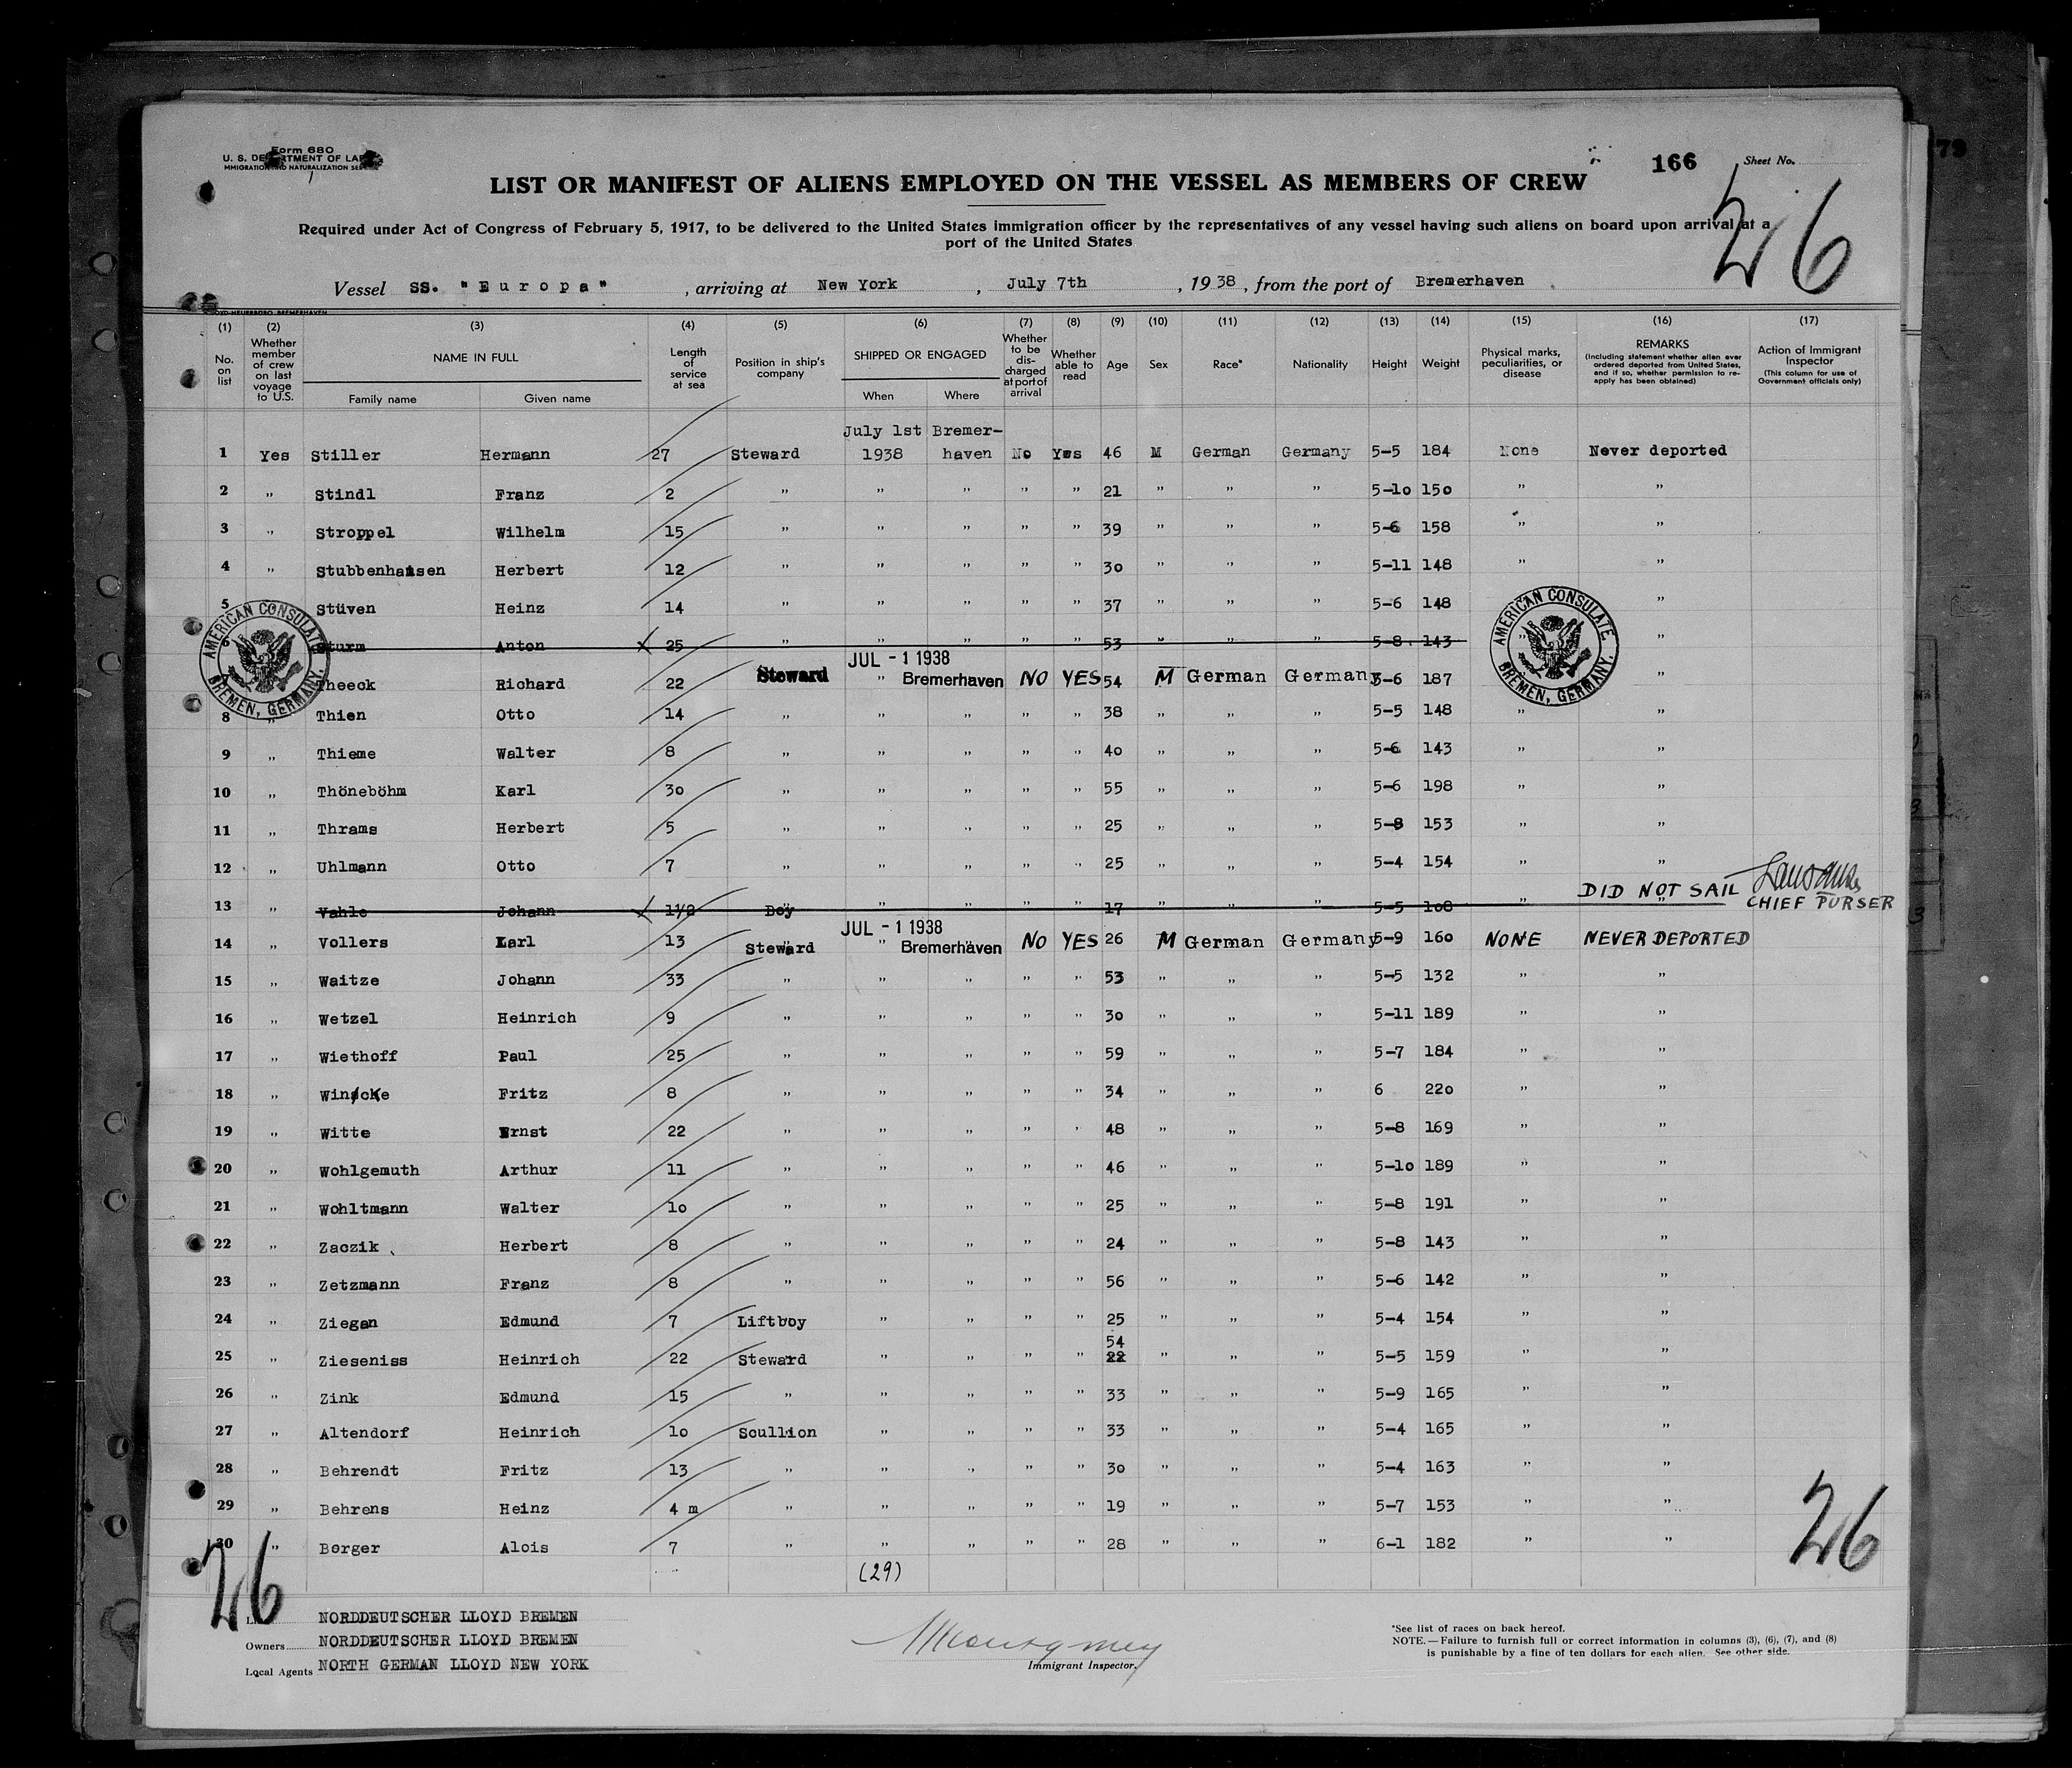 Form 680
U. S. DEPARTMENT OF LABOR
IMMIGRATION AND NATURALIZATION SERVICE
166 Sheet No.
26
LIST OR MANIFEST OF ALIENS EMPLOYED ON THE VESSEL AS MEMBERS OF CREW
Required under Act of Congress of February 5, 1917, to be delivered to the United States immigration officer by the representatives of any vessel having such aliens on board upon arrival at a
port of the United States
Vessel SS. "Europa", arriving at New York, July 7th, 1938, from the port of Bremerhaven
(1) (2) (3) (4) (5) (6) (7) (8) (9) (10) (11) (12) (13) (14) (15) (16) (17)
No. on list
Whether member of crew on last voyage to U.S.
NAME IN FULL
Family name Given name
Length of service at sea
Position in ship's company
SHIPPED OR ENGAGED
When Where
Whether to be discharged at port of arrival
Whether able to read
Age
Sex
Race*
Nationality
Height
Weight
Physical marks, peculiarities, or disease
REMARKS
(Including statement whether alien ever ordered deported from United States, and if so, whether permission to re-apply has been obtained)
Action of Immigrant Inspector
(This column for use of Government officials only)
July 1st Bremer-
1 Yes Stiller Hermann 27 Steward 1938 haven No Yes 46 M German Germany 5-5 184 None Never deported
2 " Stindl Franz 2 " " " " " 21 " " " 5-10 150 " "
3 " Stroppel Wilhelm 15 " " " " " 39 " " " 5-6 158 " "
4 " Stubbenhausen Herbert 12 " " " " " 30 " " " 5-11 148 " "
5 Stüven Heinz 14 " " " " " 37 " " " 5-6 148 "
6 Sturm Anton x 25 " " " " " 53 " " " 5-8 143 " "
JUL - 1 1938
7 Theeck Richard 22 Steward " Bremerhaven NO YES 54 M German Germany 5-6 187 "
AMERICAN CONSULATE
BREMEN, GERMANY.
AMERICAN CONSULATE
BREMEN, GERMANY.
8 " Thien Otto 14 " " " " " 38 " " " 5-5 148 " "
9 " Thieme Walter 8 " " " " " 40 " " " 5-6 143 " "
10 " Thöneböhm Karl 30 " " " " " 55 " " " 5-6 198 " "
11 " Thrams Herbert 5 " " " " " 25 " " " 5-8 153 " "
12 " Uhlmann Otto 7 " " " " " 25 " " " 5-4 154 " "
DID NOT SAIL
13 " Vahle Johann x 1½ Boy " " " " 17 " " " 5-5 108 " " CHIEF PURSER
JUL - 1 1938
14 " Vollers Karl 13 Steward " Bremerhaven NO YES 26 M German Germany 5-9 160 NONE NEVER DEPORTED
15 " Waitze Johann 33 " " " " " 53 " " " 5-5 132 " "
16 " Wetzel Heinrich 9 " " " " " 30 " " " 5-11 189 " "
17 " Wiethoff Paul 25 " " " " " 59 " " " 5-7 184 " "
18 " Winacke Fritz 8 " " " " " 34 " " " 6 220 " "
19 " Witte Ernst 22 " " " " " 48 " " " 5-8 169 " "
20 " Wohlgemuth Arthur 11 " " " " " 46 " " " 5-10 189 " "
21 " Wohltmann Walter 10 " " " " " 25 " " " 5-8 191 " "
22 " Zaczik Herbert 8 " " " " " 24 " " " 5-8 143 " "
23 " Zetzmann Franz 8 " " " " " 56 " " " 5-6 142 " "
24 " Ziegan Edmund 7 Liftboy " " " " 25 " " " 5-4 154 " "
54
25 " Zieseniss Heinrich 22 Steward " " " " 22 " " " 5-5 159 " "
26 " Zink Edmund 15 " " " " " 33 " " " 5-9 165 " "
27 " Altendorf Heinrich 10 Scullion " " " " 33 " " " 5-4 165 " "
28 " Behrendt Fritz 13 " " " " " 30 " " " 5-4 163 " "
29 " Behrens Heinz 4 m " " " " " 19 " " " 5-7 153 " "
30 " Berger Alois 7 " " " " " 28 " " " 6-1 182 " "
(29)
26
26
NORDDEUTSCHER LLOYD BREMEN
Owners NORDDEUTSCHER LLOYD BREMEN
Local Agents NORTH GERMAN LLOYD NEW YORK
Montgmey
Immigrant Inspector.
*See list of races on back hereof.
NOTE.—Failure to furnish full or correct information in columns (3), (6), (7), and (8)
is punishable by a fine of ten dollars for each alien. See other side.